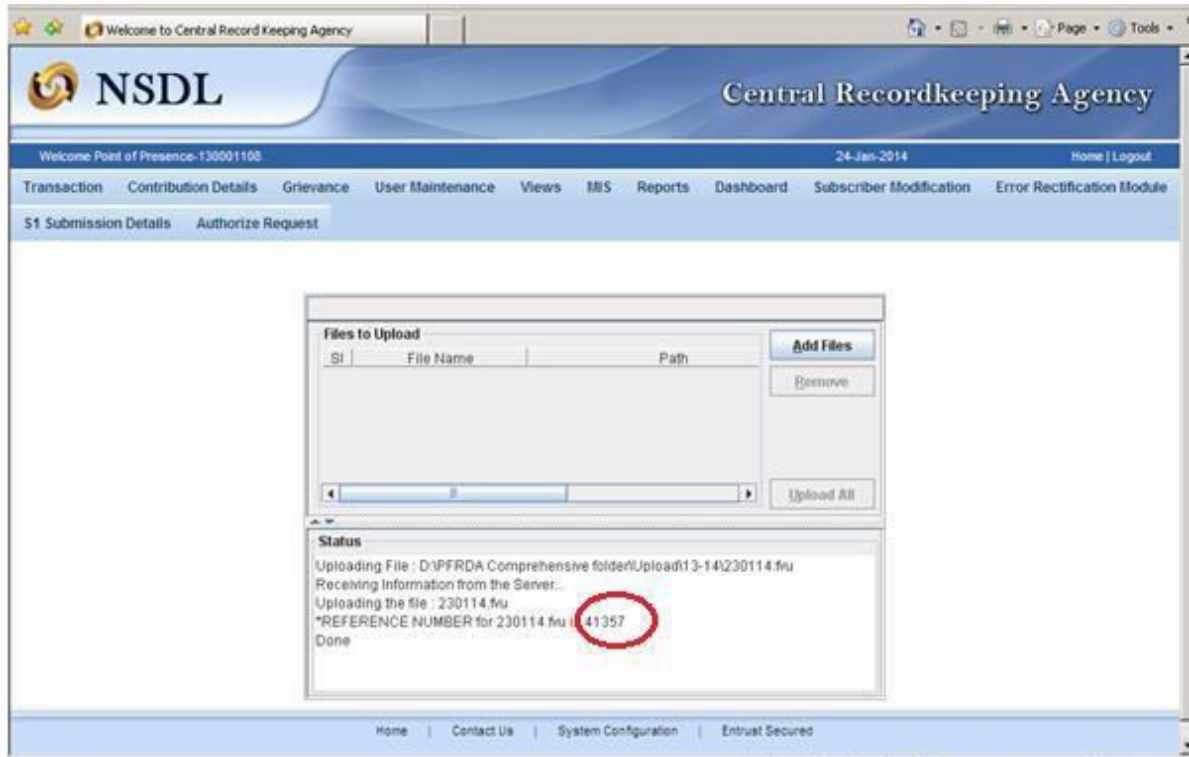 Welcome to Central Record Keeping Agency
Page
Tools
NSDL
Central Recordkeeping Agency
Welcome Point of Presence-130001108
24-Jan-2014
Home | Logout
Transaction Contribution Details Grievance User Maintenance Views MIS Reports Dashboard Subscriber Modification Error Rectification Module
S1 Submission Details Authorize Request
Files to Upload
Sl File Name Path
Add Files
Remove
Upload All
Status
Uploading File : D:\PFRDA Comprehensive folder\Upload\13-14\230114.fvu
Receiving Information from the Server..
Uploading the file : 230114.fvu
*REFERENCE NUMBER for 230114.fvu 41357
Done
Home | Contact Us | System Configuration | Entrust Secured